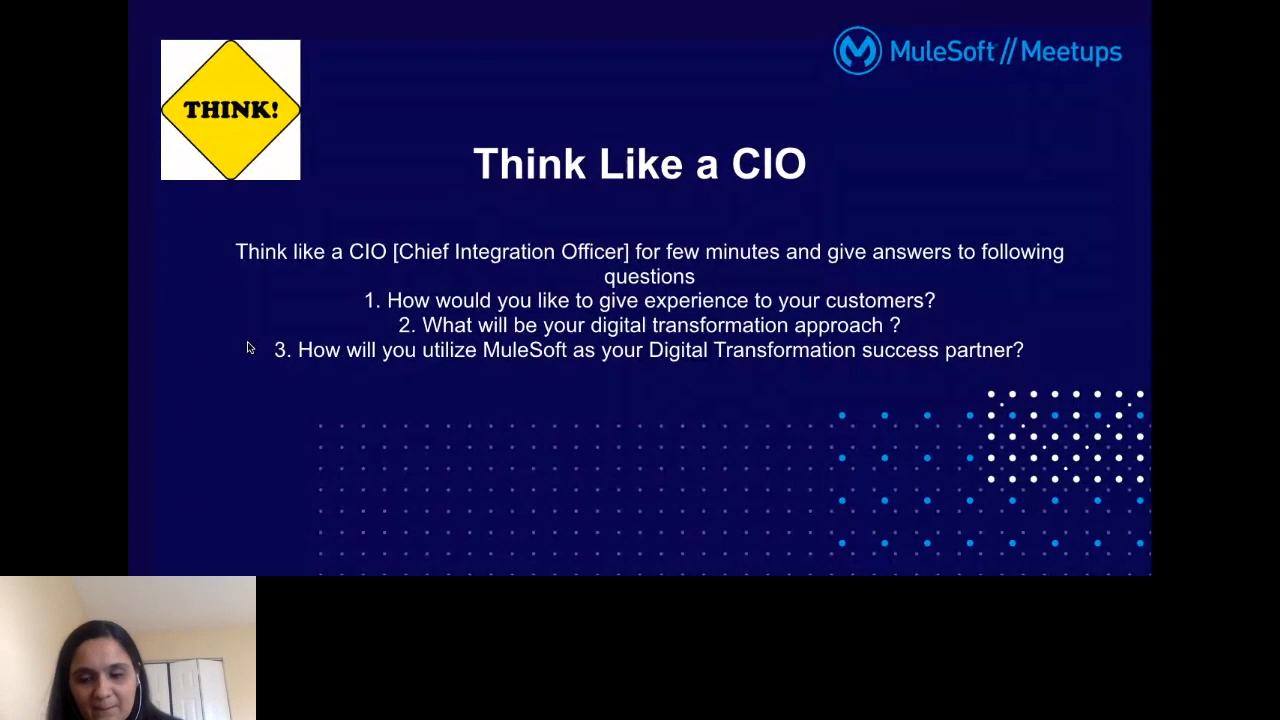 THINK!
MuleSoft // Meetups
Think Like a CIO
Think like a CIO [Chief Integration Officer] for few minutes and give answers to following
questions
1. How would you like to give experience to your customers?
2. What will be your digital transformation approach ?
3. How will you utilize MuleSoft as your Digital Transformation success partner?